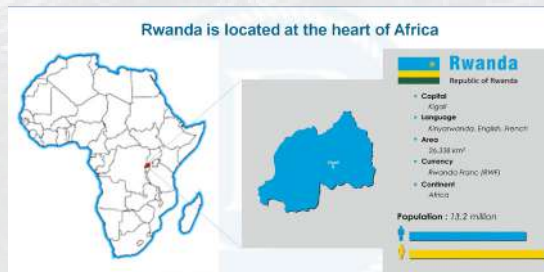 Rwanda is located at the heart of Africa
Rwanda
Republic of Rwanda
Capital
Kigali
Language
Kinyarwanda, English, French
Area
26,338 km²
Currency
Rwanda Franc (RWF)
Continent
Africa
Population : 13.2 million
Kigali